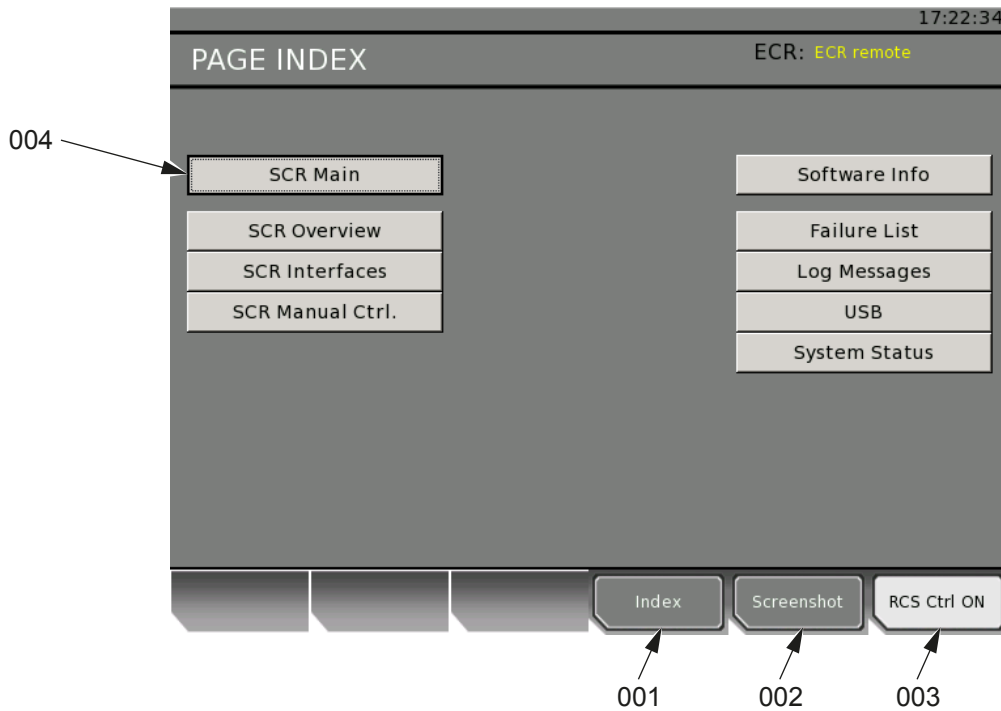 17:22:34
PAGE INDEX
ECR: ECR remote
004
SCR Main
Software Info
SCR Overview
Failure List
SCR Interfaces
Log Messages
SCR Manual Ctrl.
USB
System Status
Index
Screenshot
RCS Ctrl ON
001
002
003